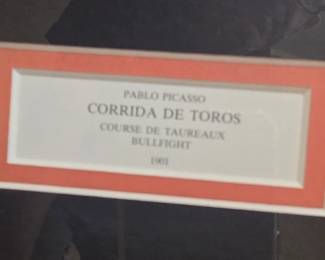 PABLO PICASSO
CORRIDA DE TOROS
COURSE DE TAUREAUX
BULLFIGHT
1901